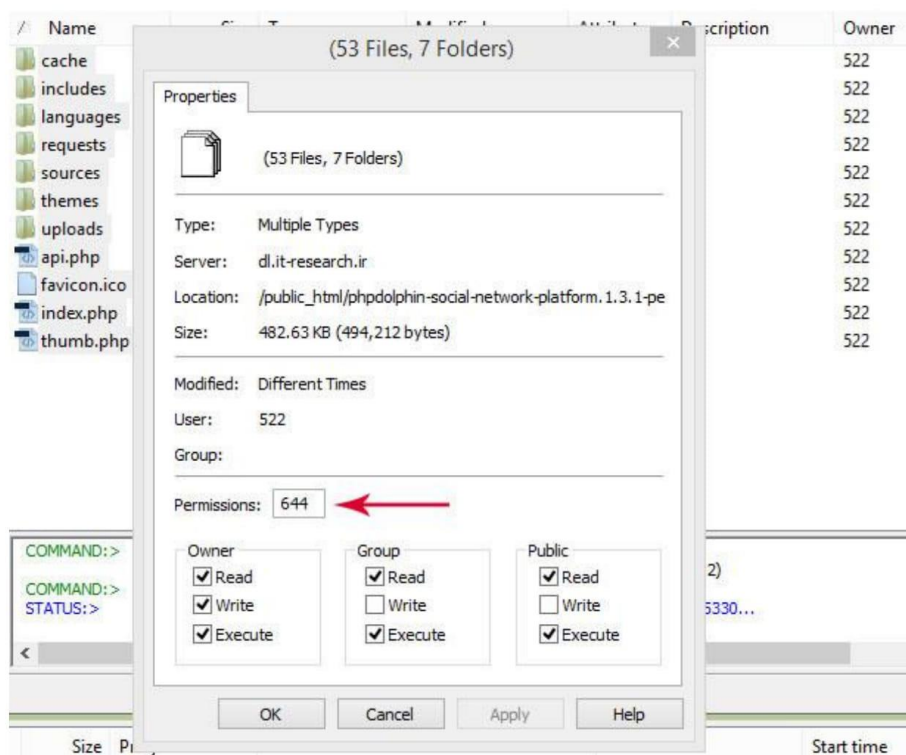 Name
scription
Owner
(53 Files, 7 Folders)
cache
522
includes
522
languages
522
requests
522
sources
522
themes
522
uploads
522
api.php
522
favicon.ico
522
index.php
522
thumb.php
522
Properties
(53 Files, 7 Folders)
Type: Multiple Types
Server: dl.it-research.ir
Location: /public_html/phpdolphin-social-network-platform.1.3.1-pe
Size: 482.63 KB (494,212 bytes)
Modified: Different Times
User: 522
Group:
Permissions: 644
Owner Group Public
Read Read Read
Write Write Write
Execute Execute Execute
COMMAND:>
2)
COMMAND:>
STATUS:>
5330...
OK Cancel Apply Help
Size
Start time